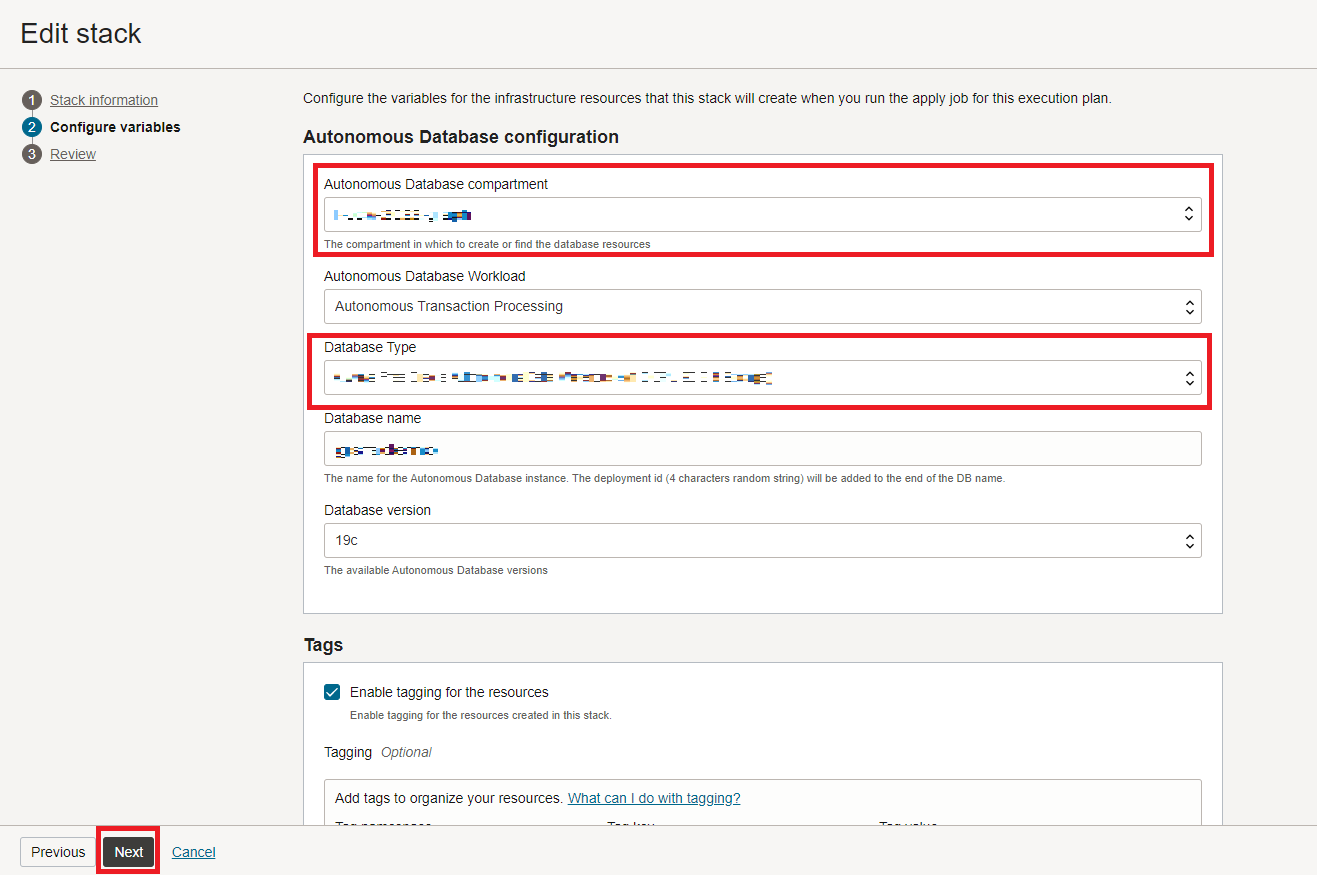 Edit stack
1 Stack information
2 Configure variables
3 Review
Configure the variables for the infrastructure resources that this stack will create when you run the apply job for this execution plan.
Autonomous Database configuration
Autonomous Database compartment
The compartment in which to create or find the database resources
Autonomous Database Workload
Autonomous Transaction Processing
Database Type
Database name
The name for the Autonomous Database instance. The deployment id (4 characters random string) will be added to the end of the DB name.
Database version
19c
The available Autonomous Database versions
Tags
Enable tagging for the resources
Enable tagging for the resources created in this stack.
Tagging Optional
Add tags to organize your resources. What can I do with tagging?
Tag namespace Tag key Tag value
Previous Next Cancel